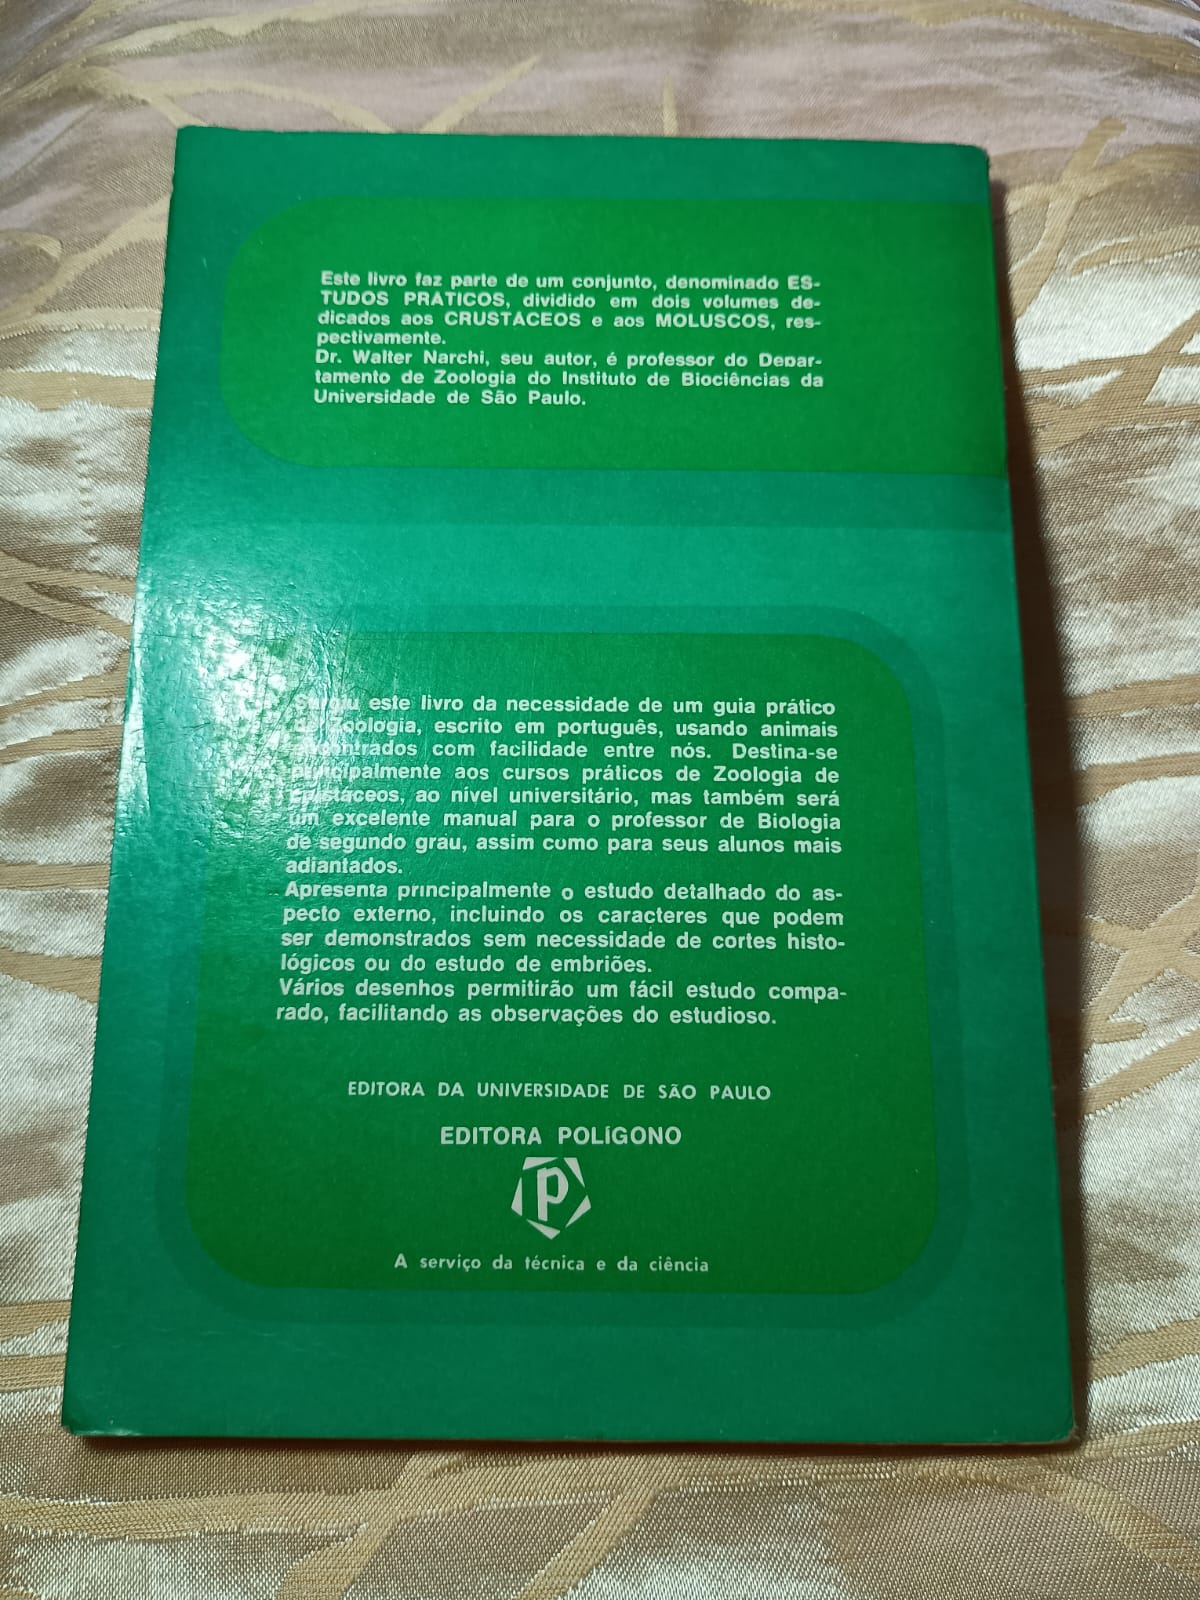 Este livro faz parte de um conjunto, denominado ES-
TUDOS PRÁTICOS, dividido em dois volumes de-
dicados aos CRUSTÁCEOS e aos MOLUSCOS, res-
pectivamente.
Dr. Walter Narchi, seu autor, é professor do Depar-
tamento de Zoologia do Instituto de Biociências da
Universidade de São Paulo.
Surgiu este livro da necessidade de um guia prático
de Zoologia, escrito em português, usando animais
encontrados com facilidade entre nós. Destina-se
principalmente aos cursos práticos de Zoologia de
Crustáceos, ao nível universitário, mas também será
um excelente manual para o professor de Biologia
de segundo grau, assim como para seus alunos mais
adiantados.
Apresenta principalmente o estudo detalhado do as-
pecto externo, incluindo os caracteres que podem
ser demonstrados sem necessidade de cortes histo-
lógicos ou do estudo de embriões.
Vários desenhos permitirão um fácil estudo compa-
rado, facilitando as observações do estudioso.
EDITORA DA UNIVERSIDADE DE SÃO PAULO
EDITORA POLÍGONO
p
A serviço da técnica e da ciência